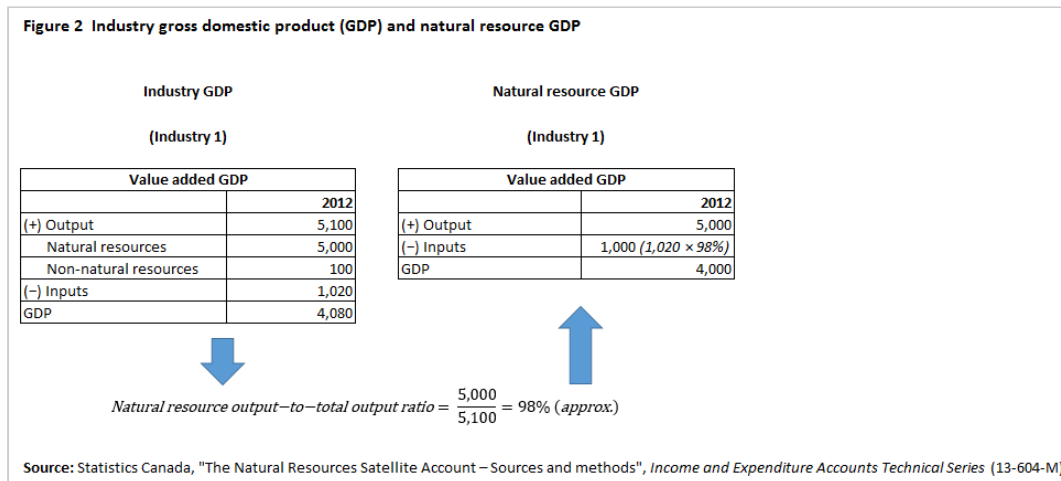 Figure 2 Industry gross domestic product (GDP) and natural resource GDP
Industry GDP
(Industry 1)
Value added GDP
2012
(+) Output 5,100
Natural resources 5,000
Non-natural resources 100
(−) Inputs 1,020
GDP 4,080
Natural resource GDP
(Industry 1)
Value added GDP
2012
(+) Output 5,000
(−) Inputs 1,000 (1,020 × 98%)
GDP 4,000
Natural resource output−to−total output ratio = 5,000/5,100 = 98% (approx.)
Source: Statistics Canada, "The Natural Resources Satellite Account – Sources and methods", Income and Expenditure Accounts Technical Series (13-604-M)